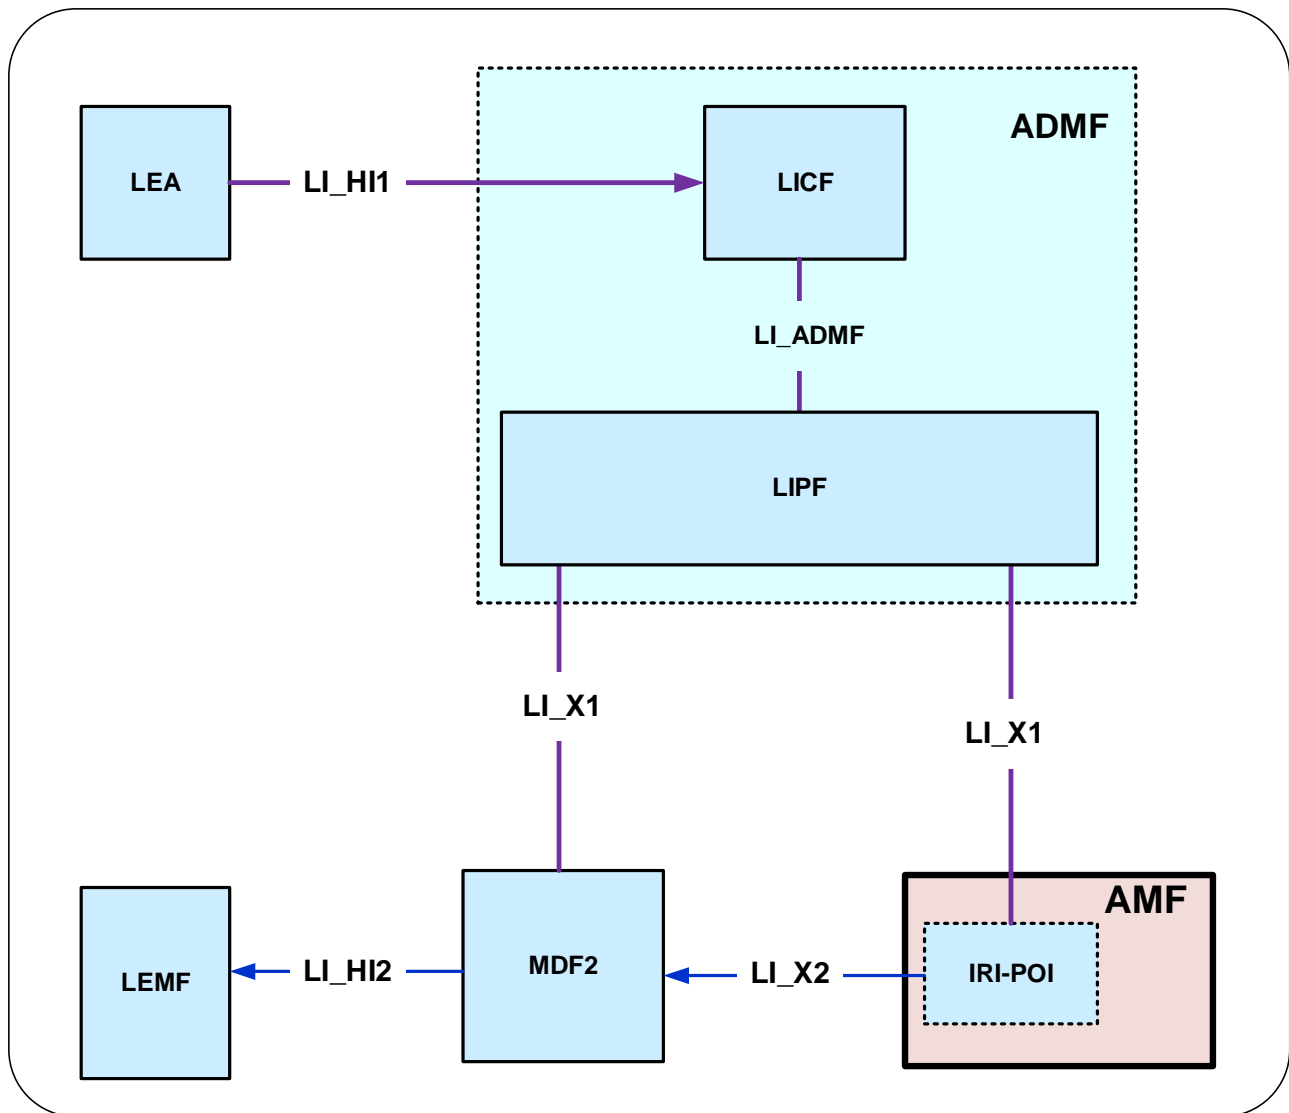 ADMF
LEA
LI_HI1
LICF
LI_ADMF
LIPF
LI_X1
LI_X1
AMF
LEMF
LI_HI2
MDF2
LI_X2
IRI-POI